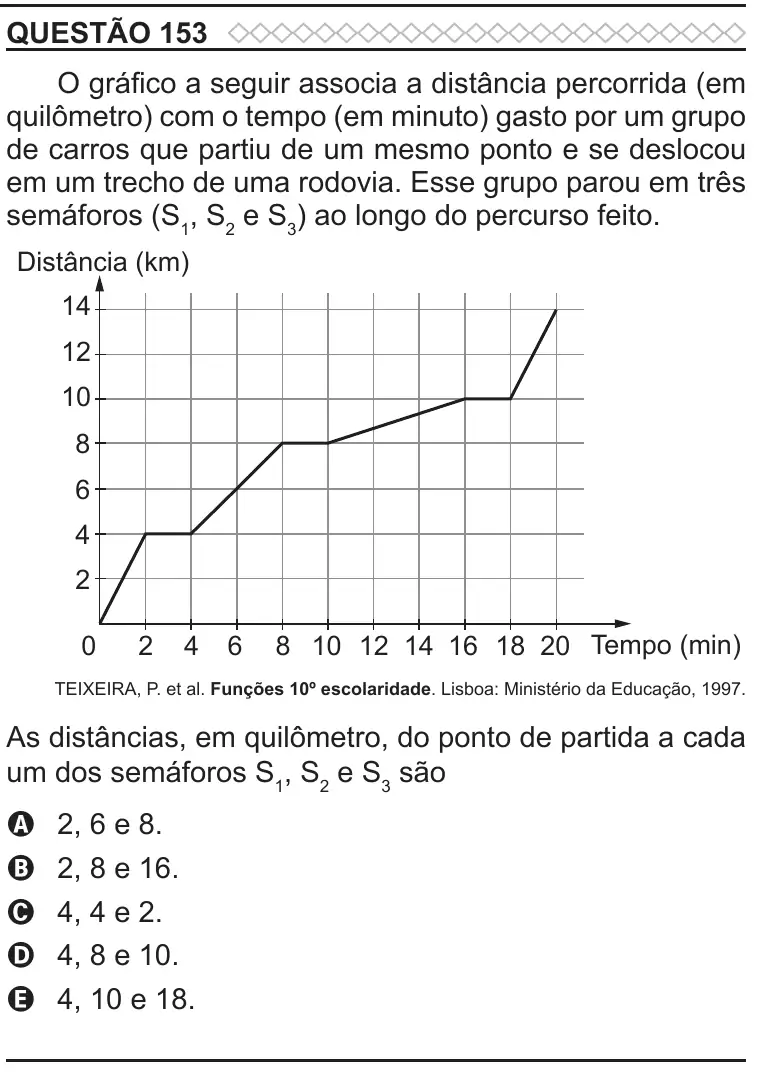 QUESTÃO 153
O gráfico a seguir associa a distância percorrida (em
quilômetro) com o tempo (em minuto) gasto por um grupo
de carros que partiu de um mesmo ponto e se deslocou
em um trecho de uma rodovia. Esse grupo parou em três
semáforos (S₁, S₂ e S₃) ao longo do percurso feito.
Distância (km)
14
12
10
8
6
4
2
0 2 4 6 8 10 12 14 16 18 20 Tempo (min)
TEIXEIRA, P. et al. Funções 10º escolaridade. Lisboa: Ministério da Educação, 1997.
As distâncias, em quilômetro, do ponto de partida a cada
um dos semáforos S₁, S₂ e S₃ são
A 2, 6 e 8.
B 2, 8 e 16.
C 4, 4 e 2.
D 4, 8 e 10.
E 4, 10 e 18.